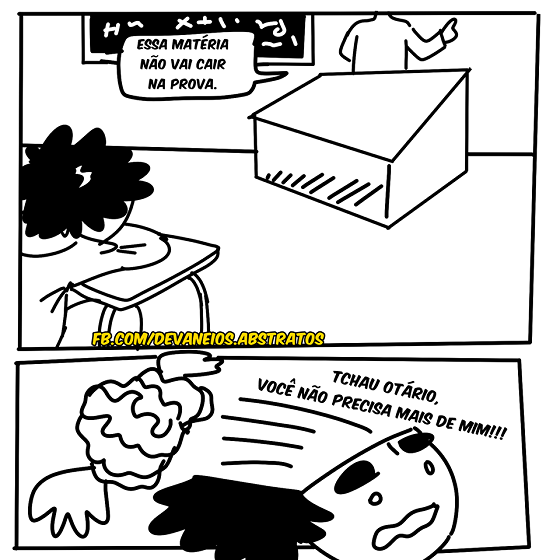 H~ x+1.
ESSA MATÉRIA
NÃO VAI CAIR
NA PROVA.
FB.COM/DEVANEIOS.ABSTRATOS
TCHAU OTÁRIO,
VOCÊ NÃO PRECISA MAIS DE MIM!!!